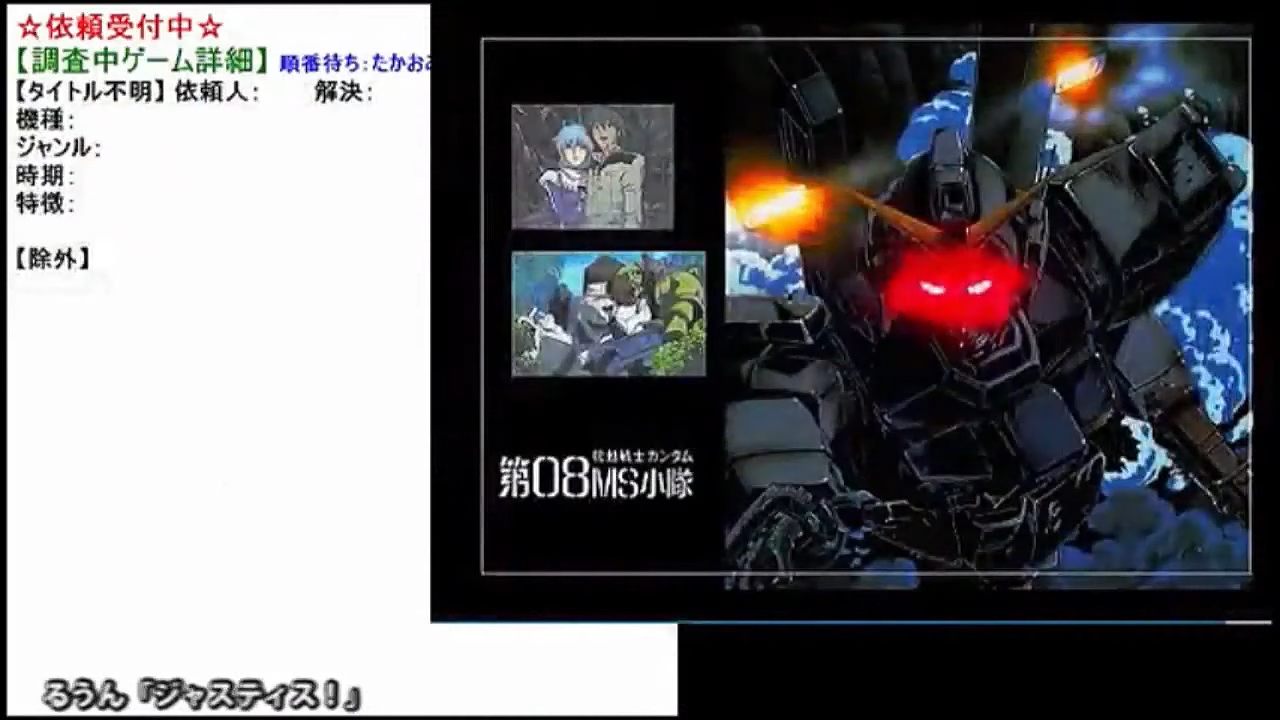 ☆依頼受付中☆
【調査中ゲーム詳細】 順番待ち:たかおみ
【タイトル不明】 依頼人: 解決:
機種:
ジャンル:
時期:
特徴:
【除外】
機動戦士ガンダム
第08MS小隊
るうん「ジャスティス!」